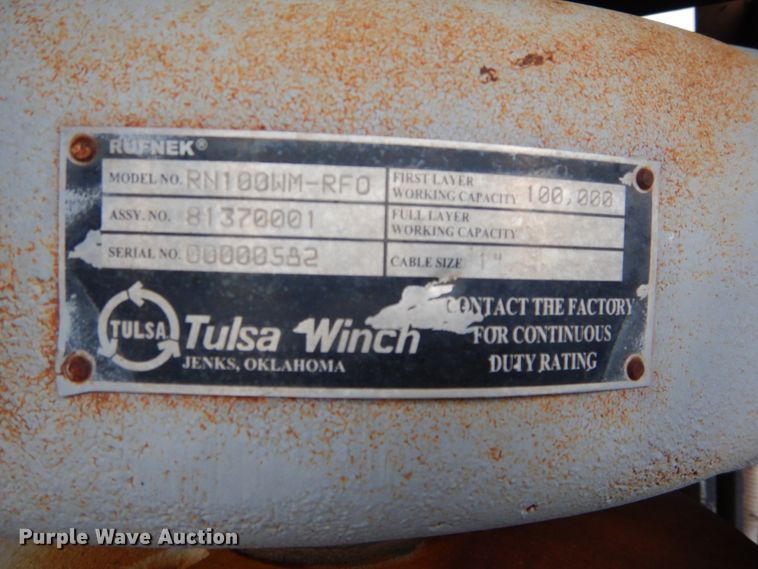 RUFNEK®
MODEL NO. RN100WM-RFO
FIRST LAYER
WORKING CAPACITY 100,000
ASSY. NO. 81370001
FULL LAYER
WORKING CAPACITY
SERIAL NO.
CABLE SIZE 1"
TULSA
Tulsa Winch
JENKS, OKLAHOMA
CONTACT THE FACTORY
FOR CONTINUOUS
DUTY RATING
Purple Wave Auction